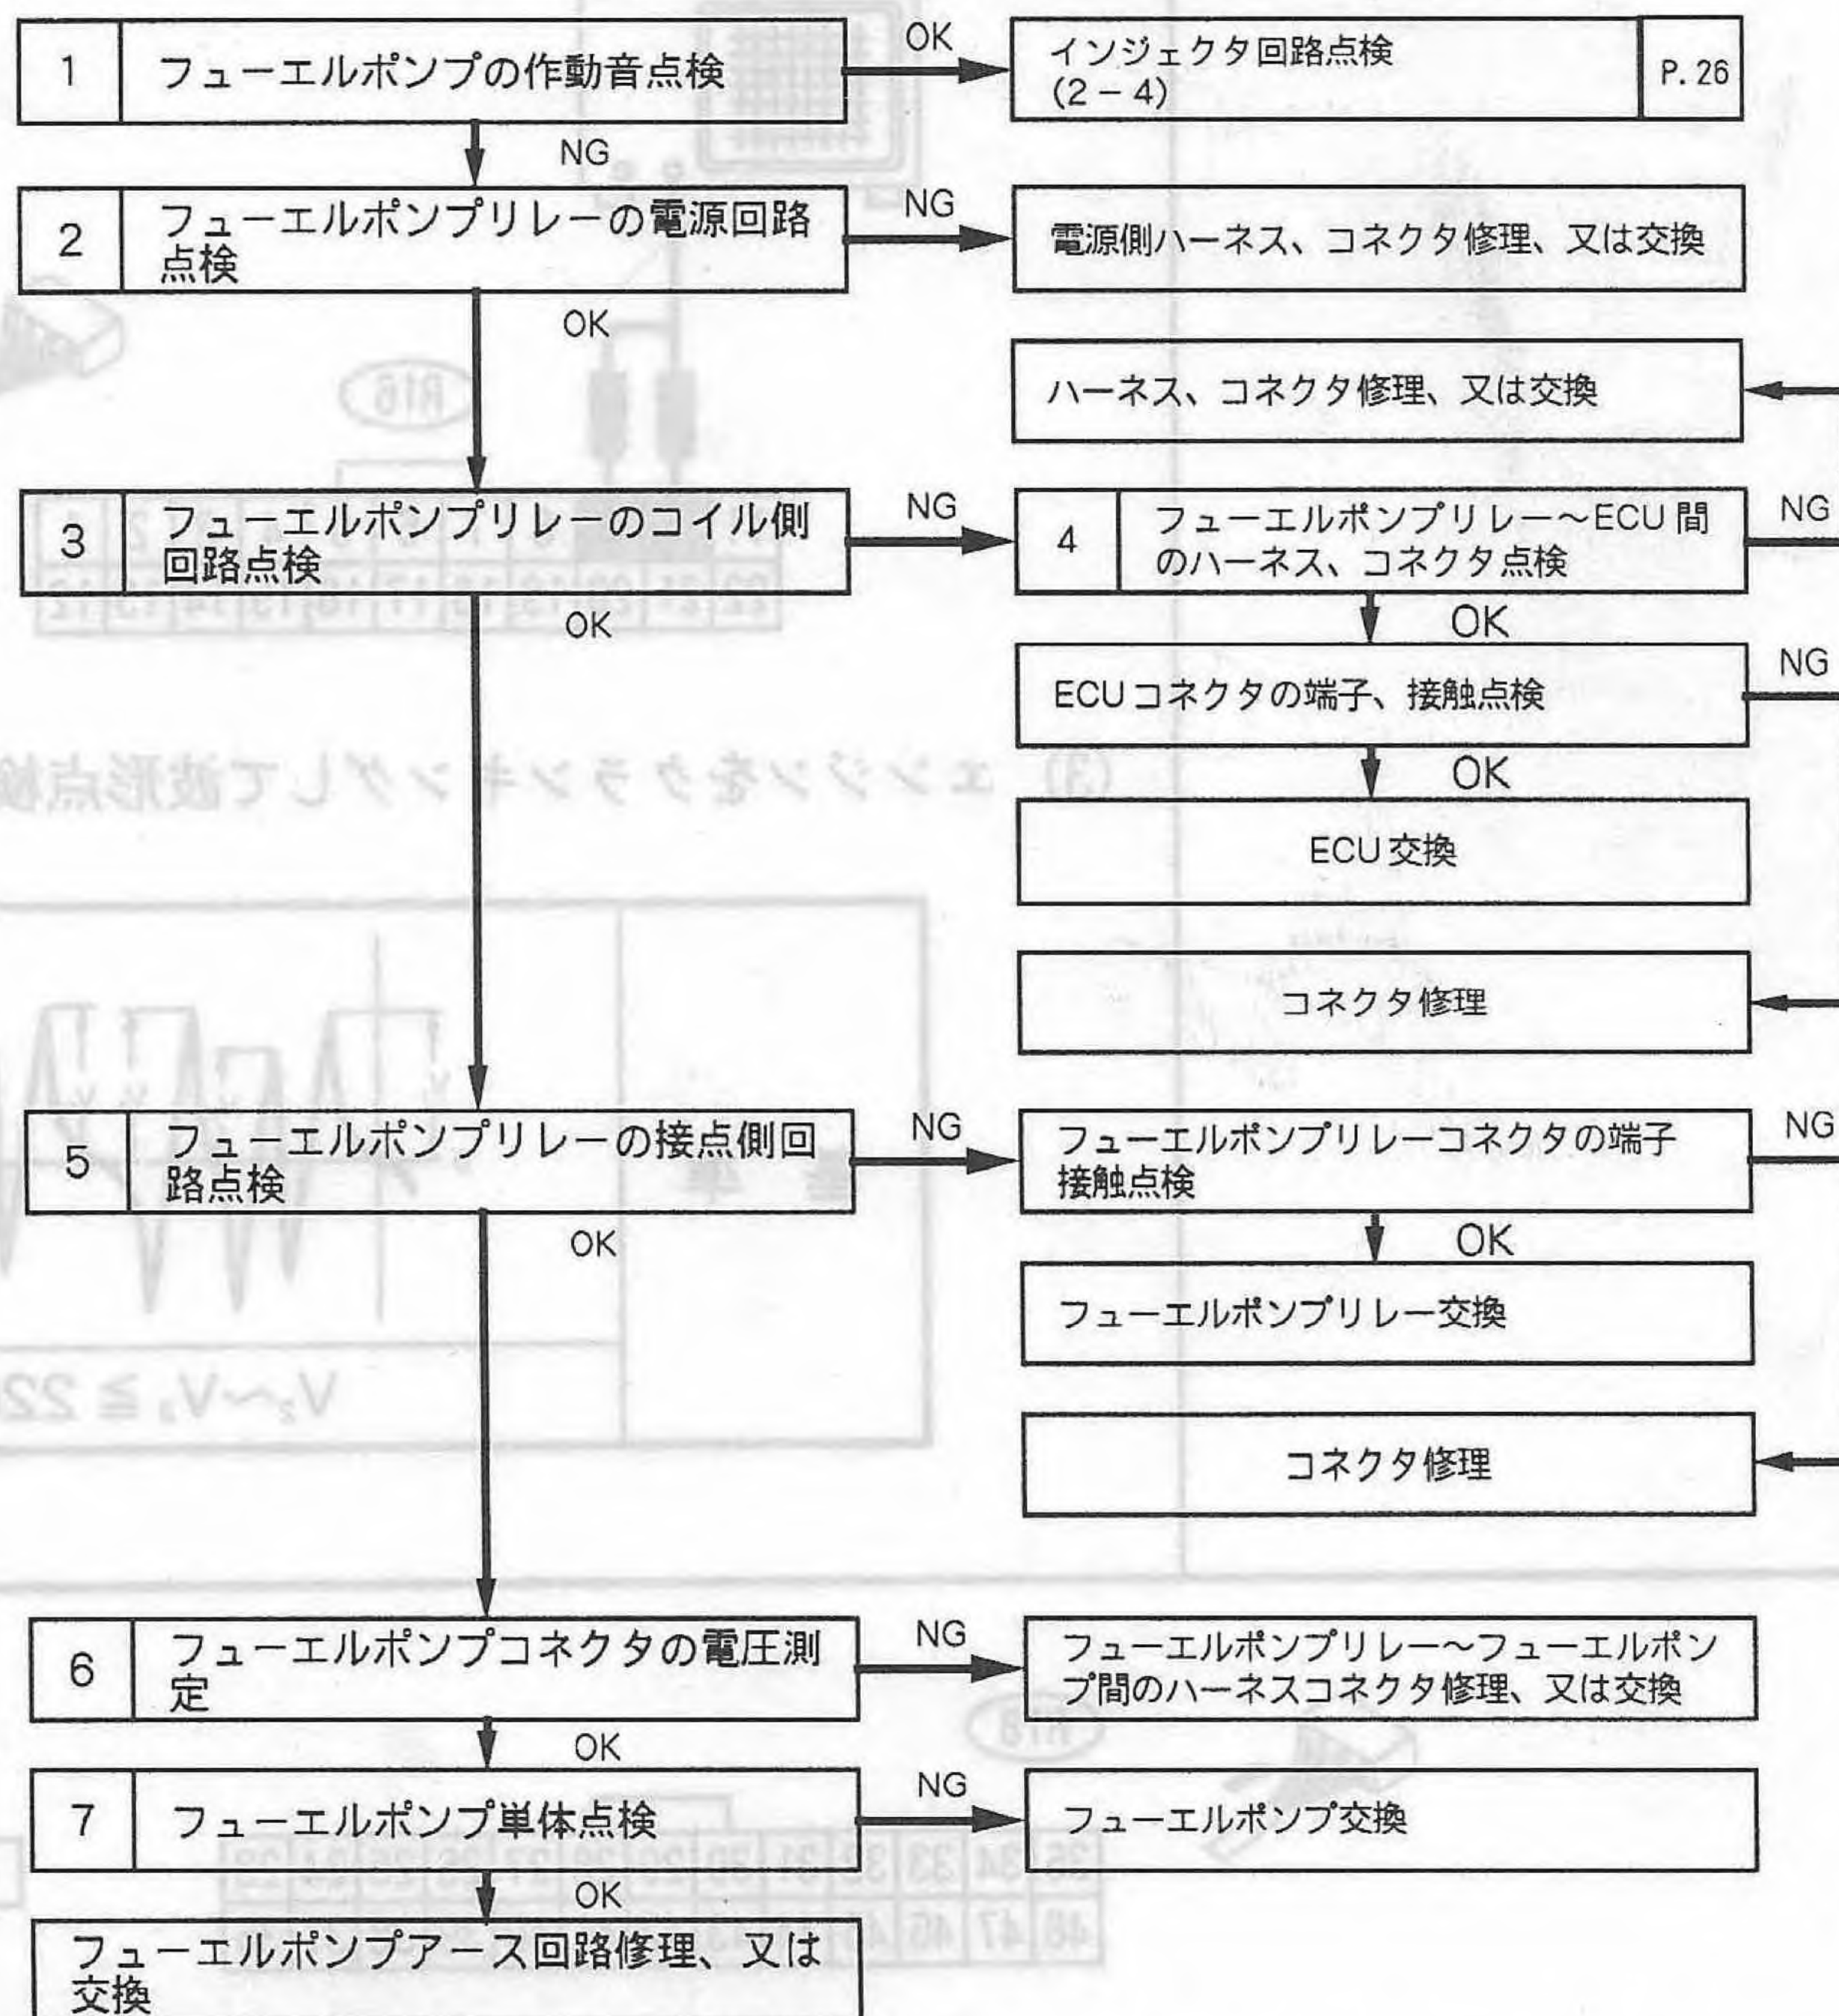 1
フューエルポンプの作動音点検
OK
インジェクタ回路点検
(2-4)
P.26
NG
2
フューエルポンプリレーの電源回路
点検
NG
電源側ハーネス、コネクタ修理、又は交換
OK
ハーネス、コネクタ修理、又は交換
3
フューエルポンプリレーのコイル側
回路点検
NG
4
フューエルポンプリレー〜ECU間
のハーネス、コネクタ点検
NG
OK
OK
ECUコネクタの端子、接触点検
NG
OK
ECU交換
コネクタ修理
5
フューエルポンプリレーの接点側回
路点検
NG
フューエルポンプリレーコネクタの端子
接触点検
NG
OK
OK
フューエルポンプリレー交換
コネクタ修理
6
フューエルポンプコネクタの電圧測
定
NG
フューエルポンプリレー〜フューエルポン
プ間のハーネスコネクタ修理、又は交換
OK
7
フューエルポンプ単体点検
NG
フューエルポンプ交換
OK
フューエルポンプアース回路修理、又は
交換